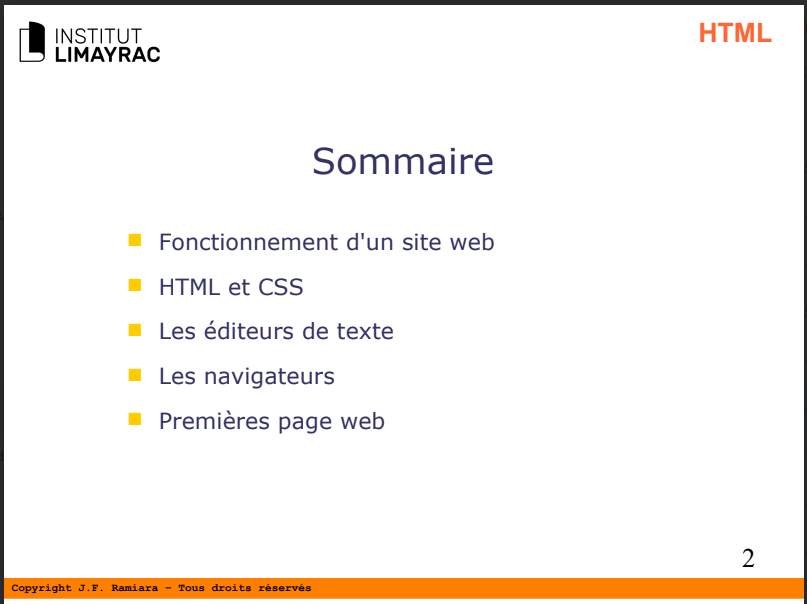 INSTITUT
LIMAYRAC
HTML
Sommaire
Fonctionnement d'un site web
HTML et CSS
Les éditeurs de texte
Les navigateurs
Premières page web
2
Copyright J.F. Ramiara – Tous droits réservés